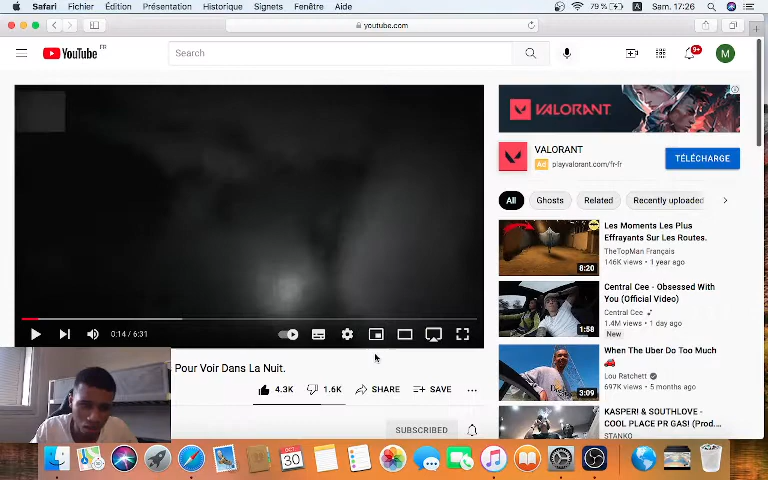 Safari Fichier Édition Présentation Historique Signets Fenêtre Aide 79 % Sam. 17:26
youtube.com
YouTube FR Search 9+ M
VALORANT
VALORANT
Ad playvalorant.com/fr-fr
TÉLÉCHARGE
All Ghosts Related Recently uploaded
Les Moments Les Plus
Effrayants Sur Les Routes.
TheTopMan Français
146K views • 1 year ago
8:20
Central Cee - Obsessed With
You (Official Video)
Central Cee
1.4M views • 1 day ago
New
1:58
When The Uber Do Too Much
Lou Ratchett
697K views • 5 months ago
3:09
KASPER! & SOUTHLOVE -
COOL PLACE PR GAS! (Prod....
STANKO
0:14 / 6:31
Pour Voir Dans La Nuit.
4.3K 1.6K SHARE SAVE
SUBSCRIBED
OCT.
30